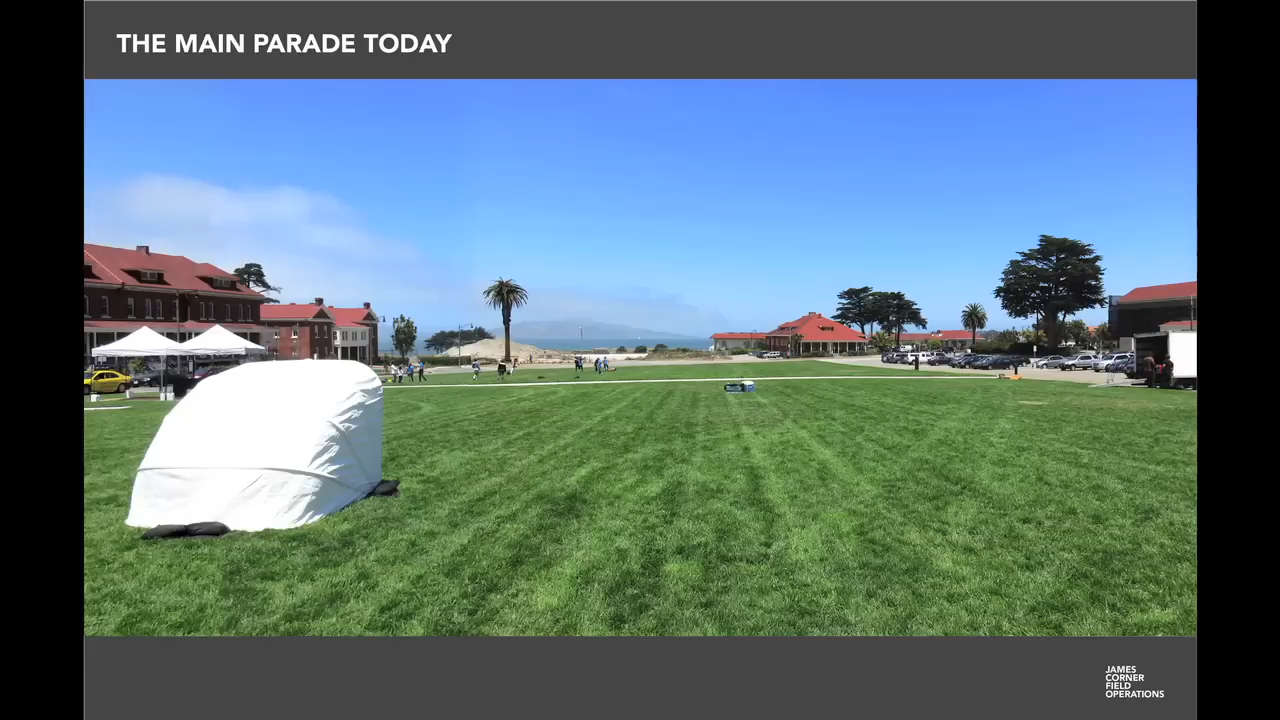 THE MAIN PARADE TODAY
JAMES
CORNER
FIELD
OPERATIONS